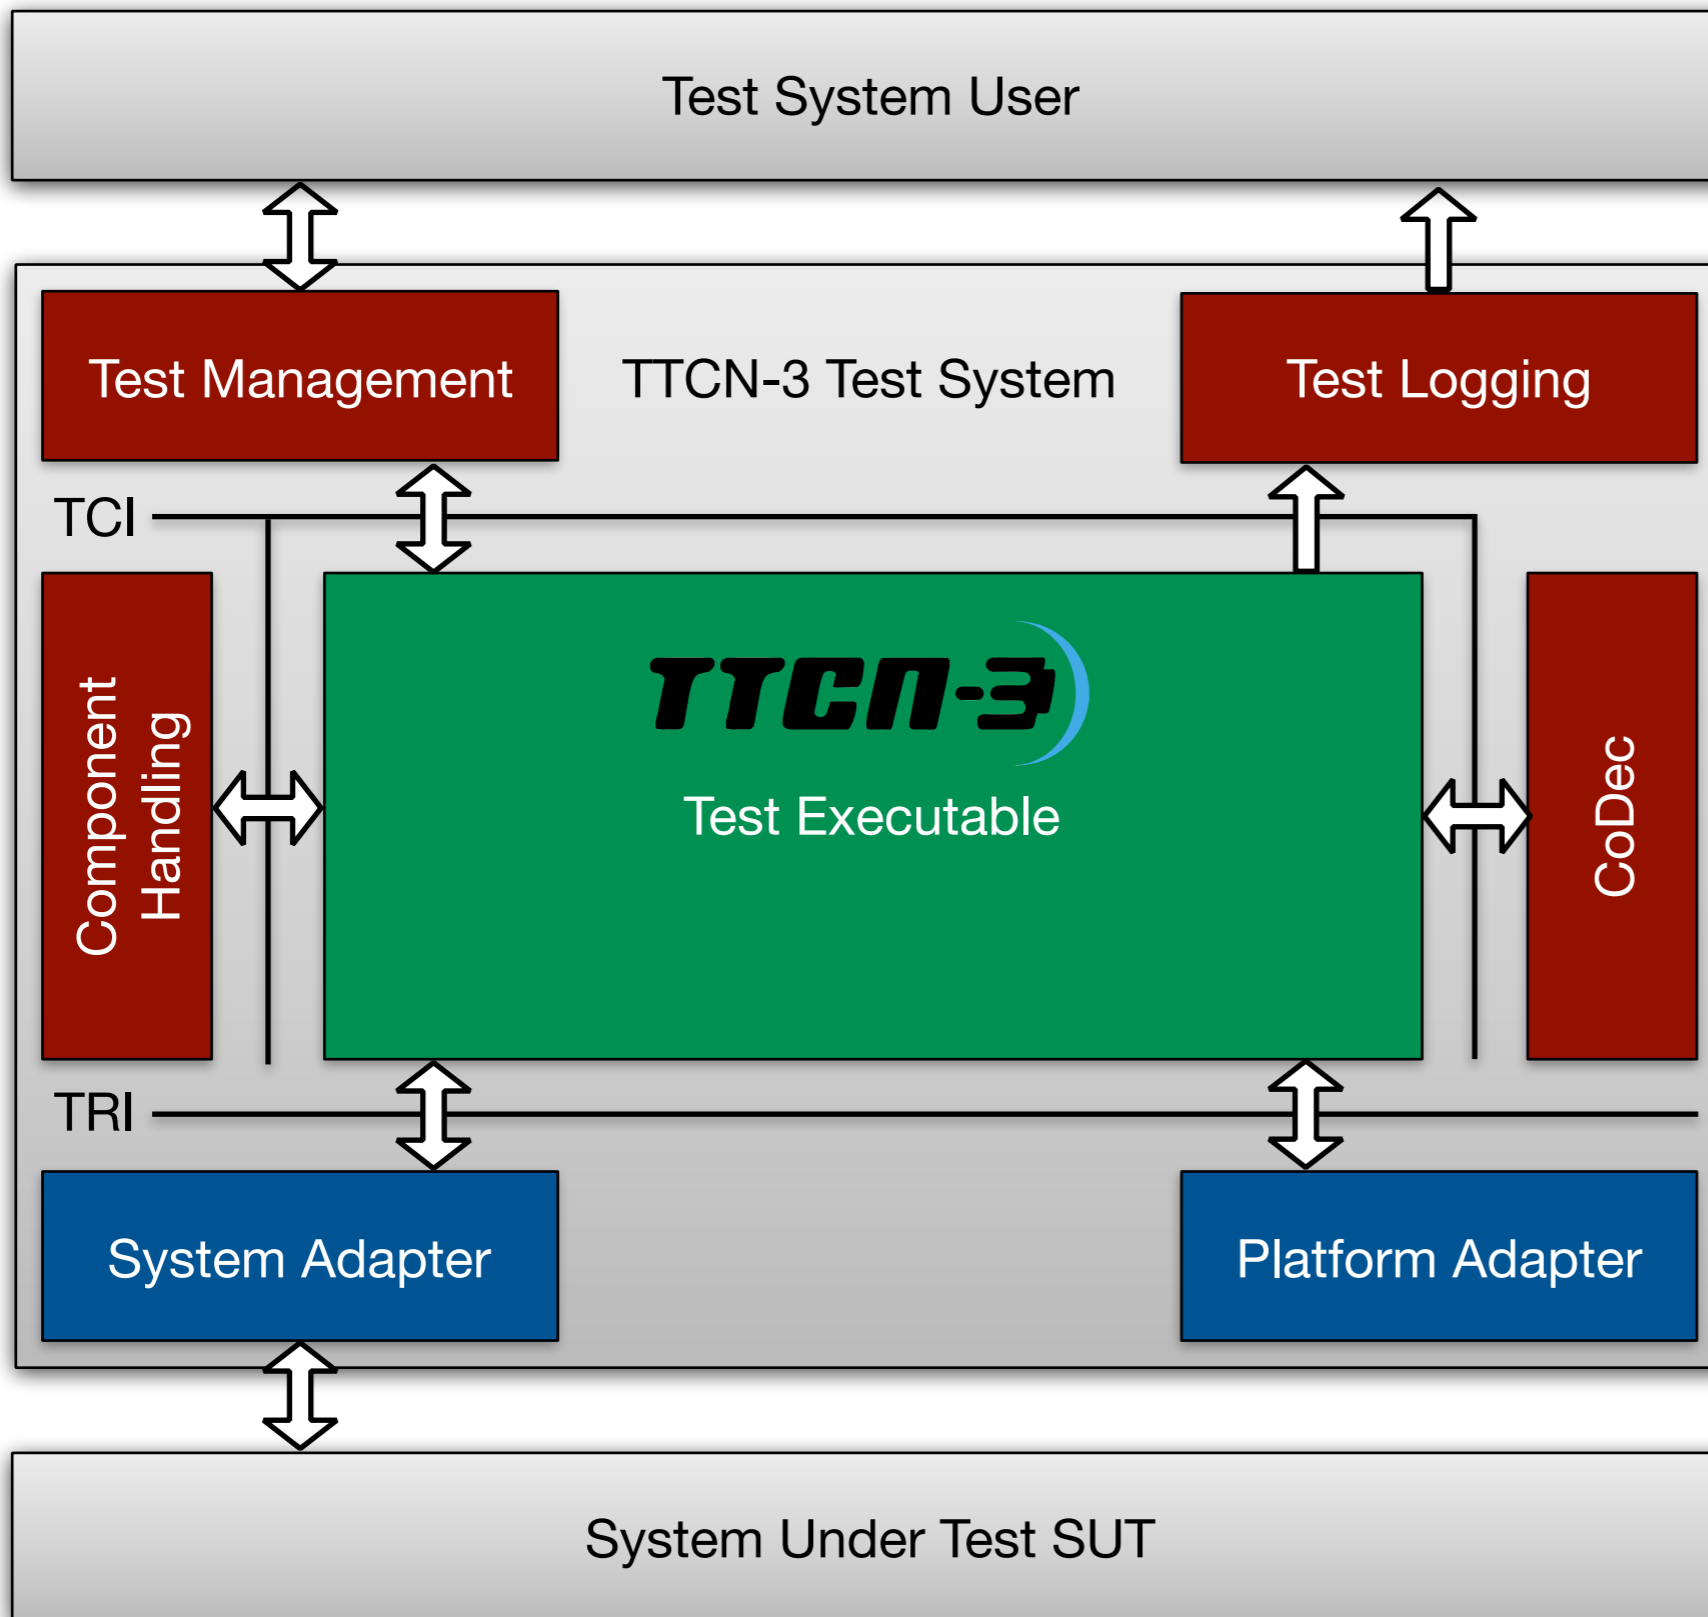 Test System User
Test Management
TTCN-3 Test System
Test Logging
TCI
Component
Handling
TTCN-3
Test Executable
CoDec
TRI
System Adapter
Platform Adapter
System Under Test SUT